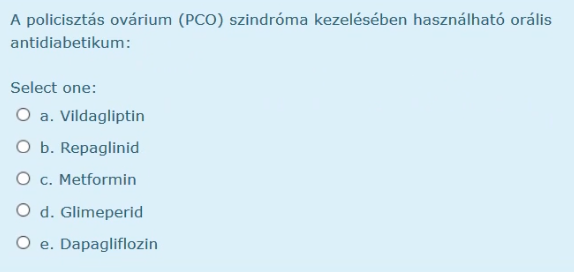 A policisztás ovárium (PCO) szindróma kezelésében használható orális
antidiabetikum:
Select one:
a. Vildagliptin
b. Repaglinid
c. Metformin
d. Glimeperid
e. Dapagliflozin